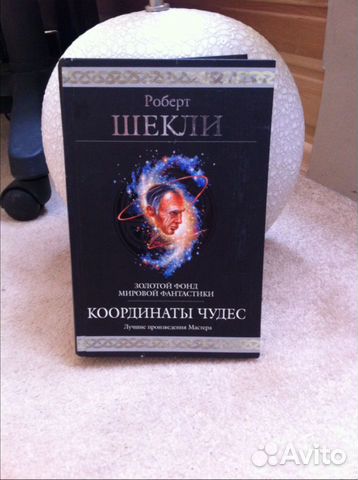 Роберт
ШЕКЛИ
ЗОЛОТОЙ ФОНД
МИРОВОЙ ФАНТАСТИКИ
КООРДИНАТЫ ЧУДЕС
Лучшие произведения Мастера
Avito